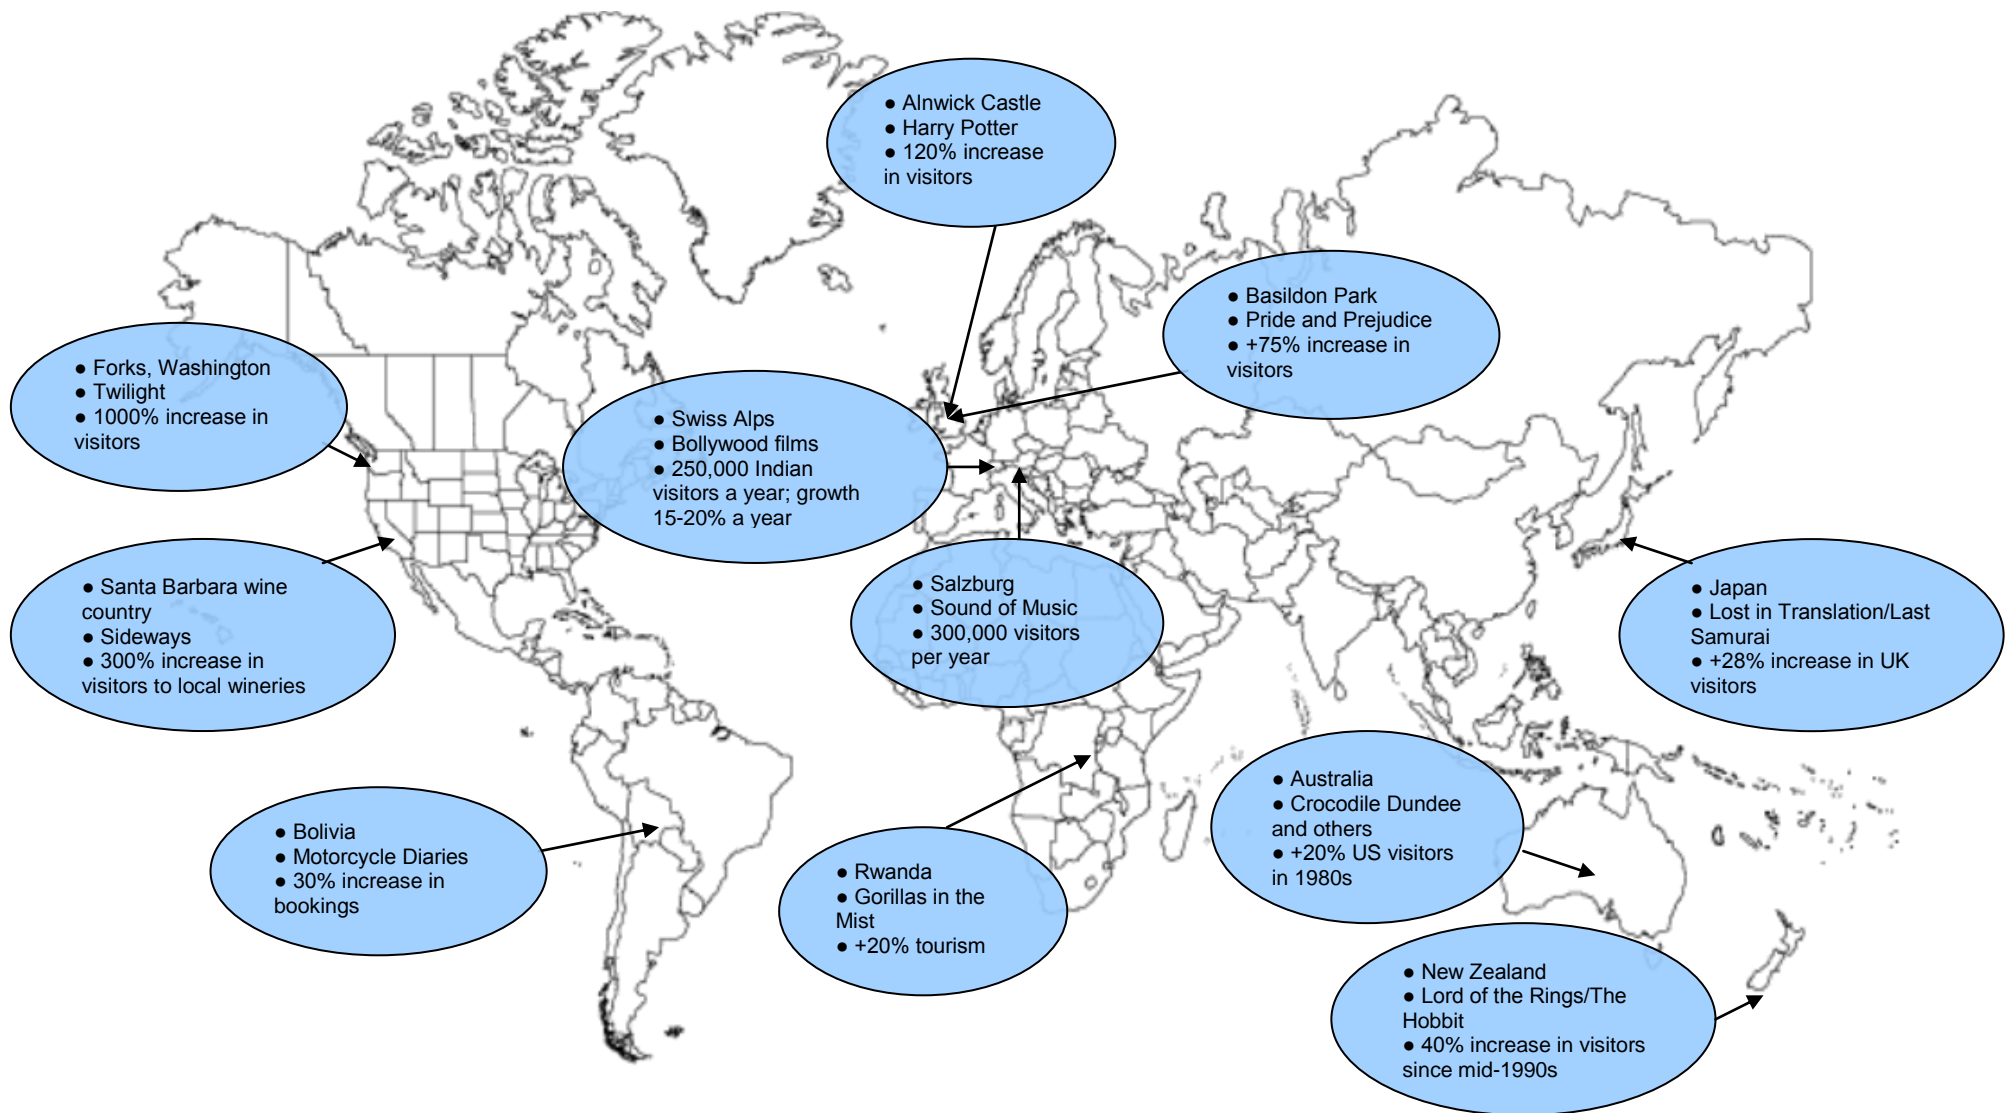 ● Alnwick Castle
● Harry Potter
● 120% increase
in visitors
● Basildon Park
● Pride and Prejudice
● +75% increase in
visitors
● Forks, Washington
● Twilight
● 1000% increase in
visitors
● Swiss Alps
● Bollywood films
● 250,000 Indian
visitors a year; growth
15-20% a year
● Santa Barbara wine
country
● Sideways
● 300% increase in
visitors to local wineries
● Salzburg
● Sound of Music
● 300,000 visitors
per year
● Japan
● Lost in Translation/Last
Samurai
● +28% increase in UK
visitors
● Bolivia
● Motorcycle Diaries
● 30% increase in
bookings
● Rwanda
● Gorillas in the
Mist
● +20% tourism
● Australia
● Crocodile Dundee
and others
● +20% US visitors
in 1980s
● New Zealand
● Lord of the Rings/The
Hobbit
● 40% increase in visitors
since mid-1990s